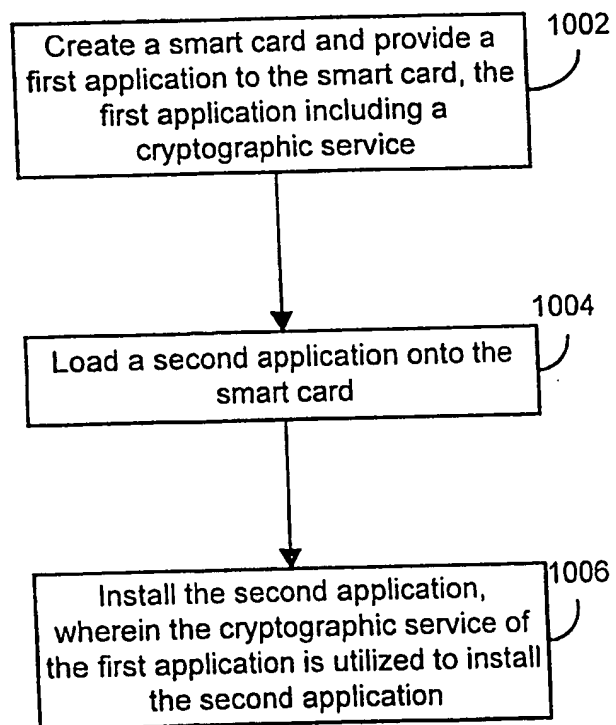 Create a smart card and provide a
first application to the smart card, the
first application including a
cryptographic service
1002
Load a second application onto the
smart card
1004
Install the second application,
wherein the cryptographic service of
the first application is utilized to install
the second application
1006